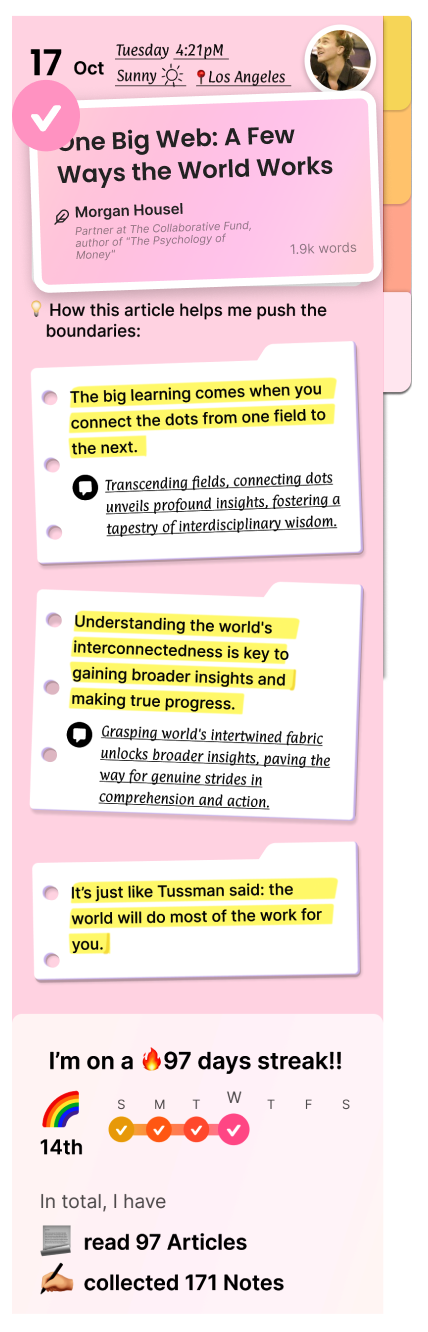 17 Oct
Tuesday 4:21pM
Sunny Los Angeles
One Big Web: A Few
Ways the World Works
Morgan Housel
Partner at The Collaborative Fund,
author of "The Psychology of
Money"
1.9k words
How this article helps me push the
boundaries:
The big learning comes when you
connect the dots from one field to
the next.
Transcending fields, connecting dots
unveils profound insights, fostering a
tapestry of interdisciplinary wisdom.
Understanding the world's
interconnectedness is key to
gaining broader insights and
making true progress.
Grasping world's intertwined fabric
unlocks broader insights, paving the
way for genuine strides in
comprehension and action.
It's just like Tussman said: the
world will do most of the work for
you.
I'm on a 🔥97 days streak!!
S M T W T F S
14th
In total, I have
read 97 Articles
collected 171 Notes